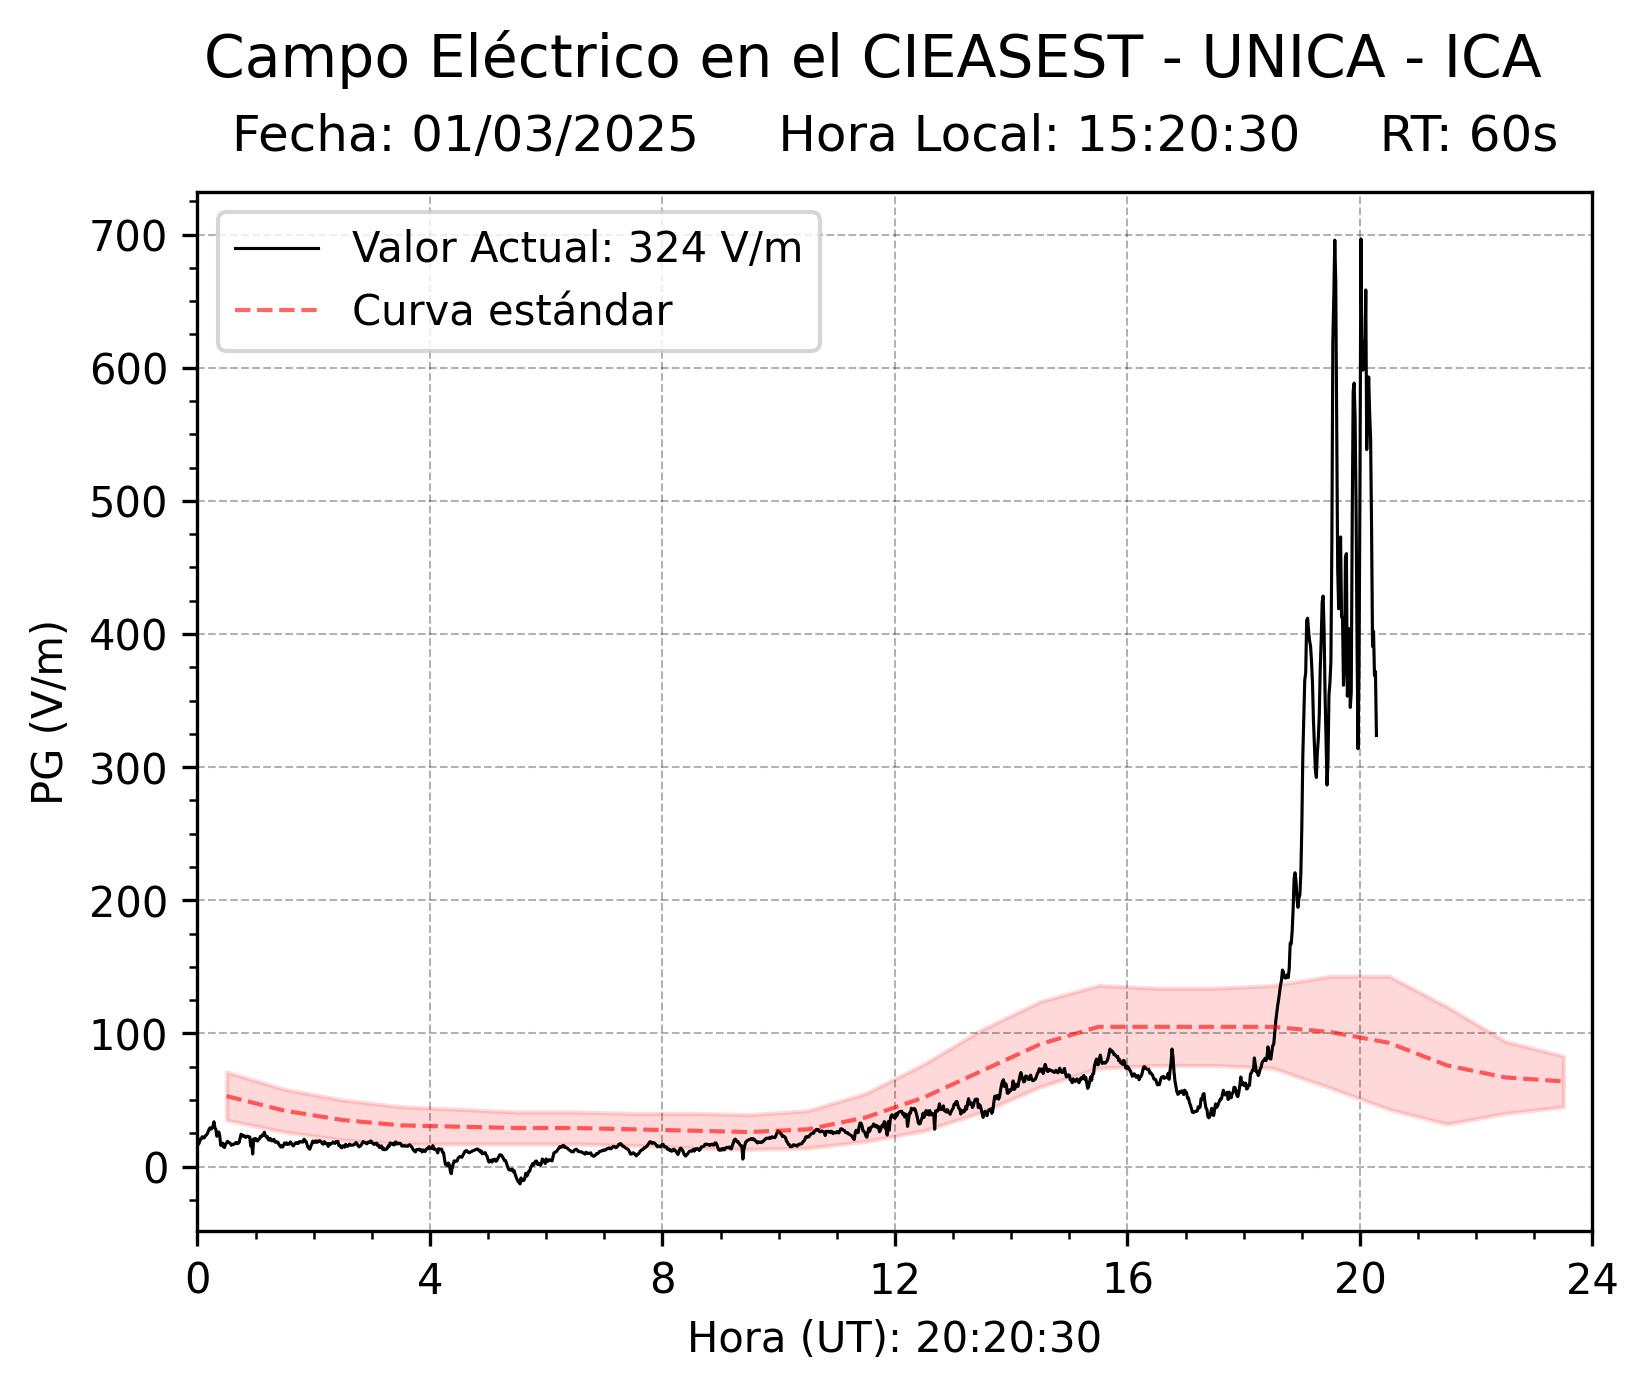 Campo Eléctrico en el CIEASEST - UNICA - ICA
Fecha: 01/03/2025 Hora Local: 15:20:30 RT: 60s
Valor Actual: 324 V/m
Curva estándar
700
600
500
400
300
200
100
0
PG (V/m)
0 4 8 12 16 20 24
Hora (UT): 20:20:30